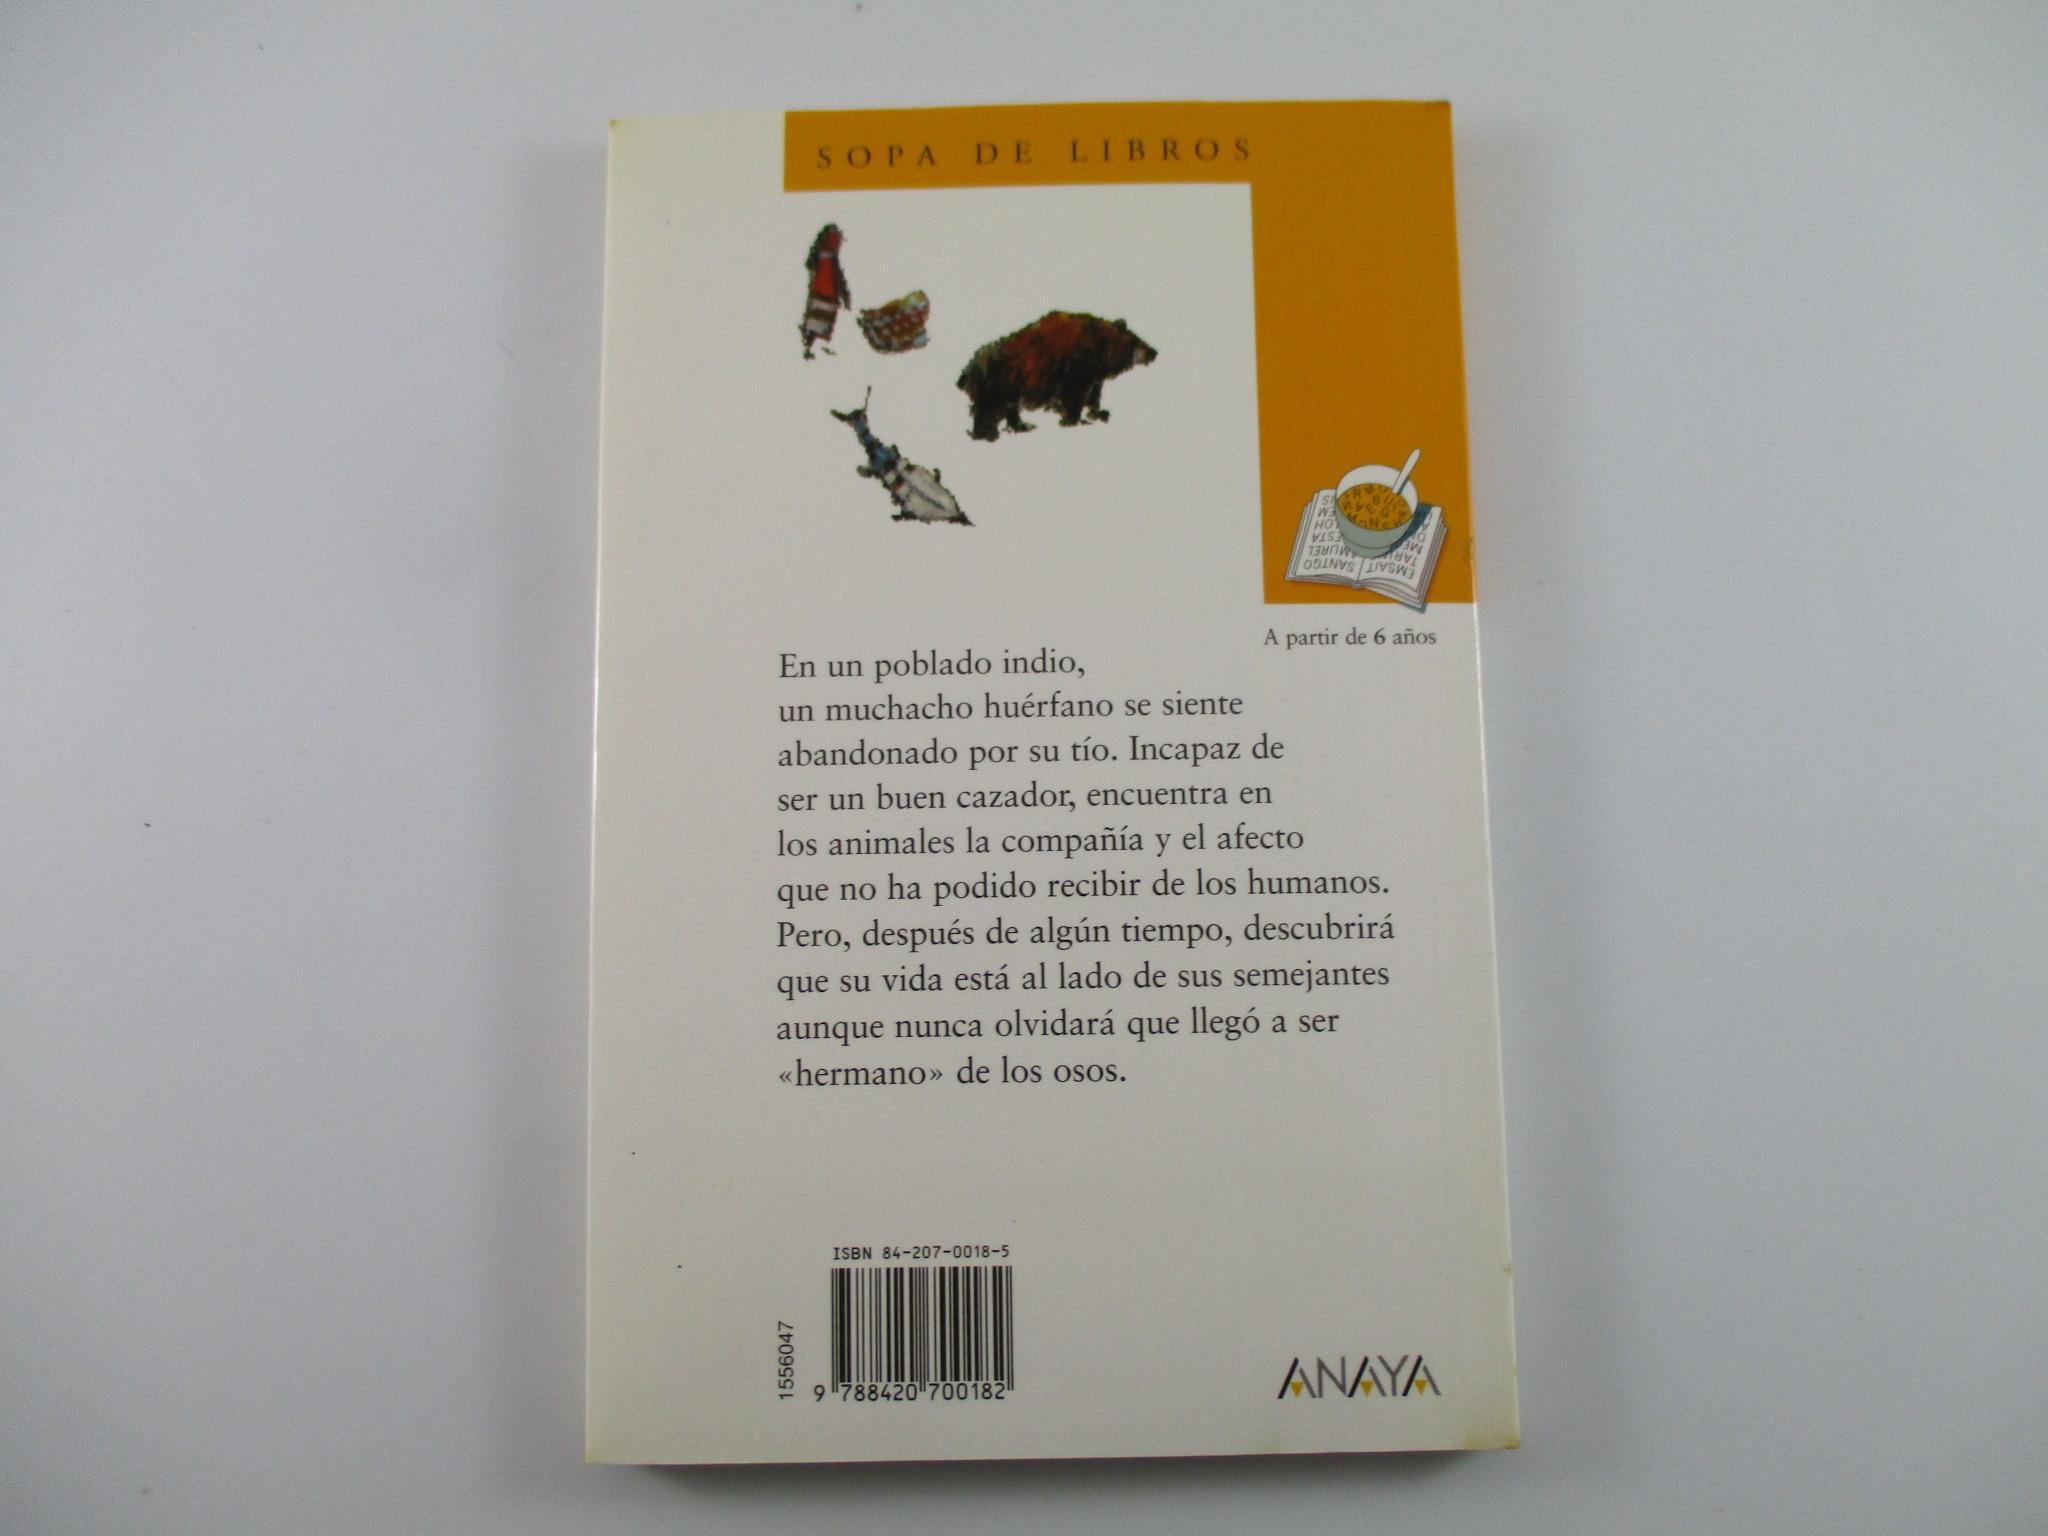 SOPA DE LIBROS
A partir de 6 años
En un poblado indio,
un muchacho huérfano se siente
abandonado por su tío. Incapaz de
ser un buen cazador, encuentra en
los animales la compañía y el afecto
que no ha podido recibir de los humanos.
Pero, después de algún tiempo, descubrirá
que su vida está al lado de sus semejantes
aunque nunca olvidará que llegó a ser
«hermano» de los osos.
ISBN 84-207-0018-5
1556047
9 788420 700182
ANAYA